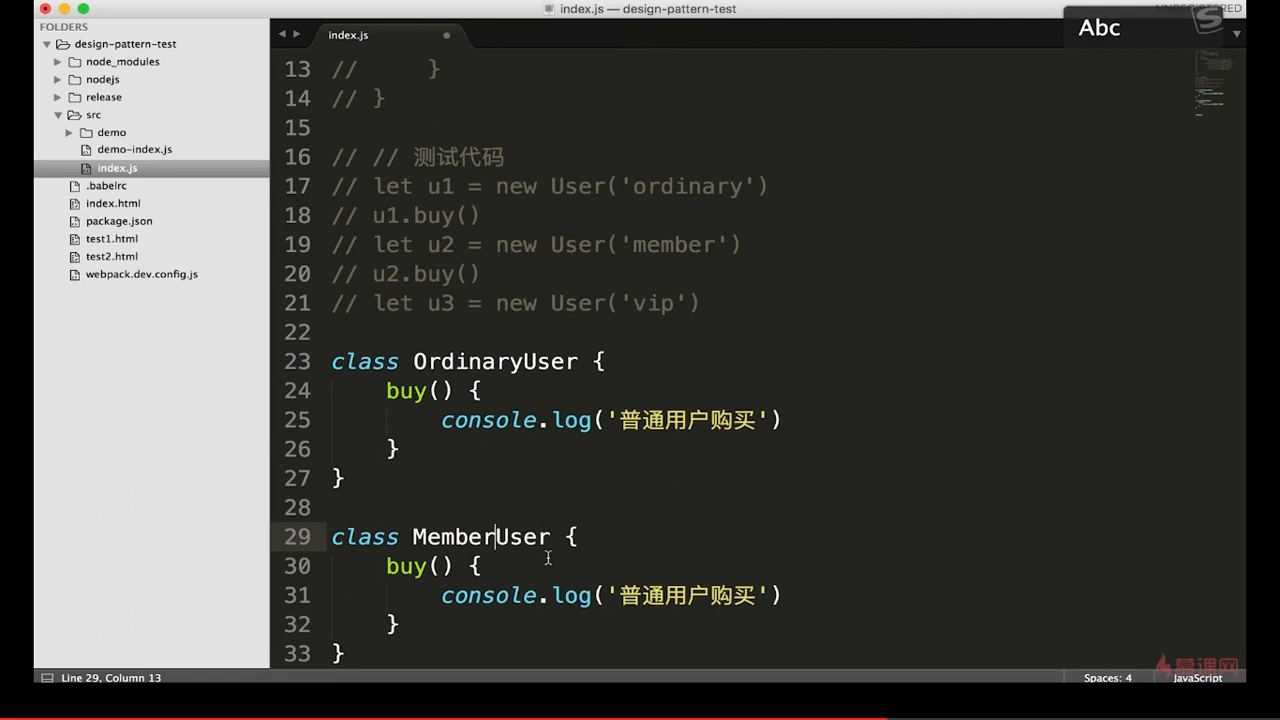 index.js — design-pattern-test
UNREGISTERED
Abc
FOLDERS
design-pattern-test
node_modules
nodejs
release
src
demo
demo-index.js
index.js
.babelrc
index.html
package.json
test1.html
test2.html
webpack.dev.config.js
index.js
13 //     }
14 // }
15
16 // // 测试代码
17 // let u1 = new User('ordinary')
18 // u1.buy()
19 // let u2 = new User('member')
20 // u2.buy()
21 // let u3 = new User('vip')
22
23 class OrdinaryUser {
24     buy() {
25         console.log('普通用户购买')
26     }
27 }
28
29 class MemberUser {
30     buy() {
31         console.log('普通用户购买')
32     }
33 }
慕课网
Line 29, Column 13
Spaces: 4
JavaScript